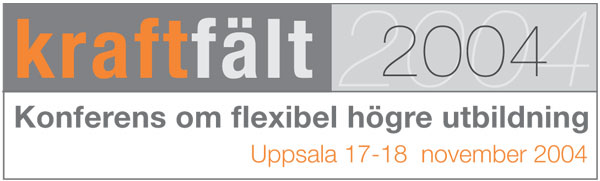 kraftfält 2004
Konferens om flexibel högre utbildning
Uppsala 17-18 november 2004